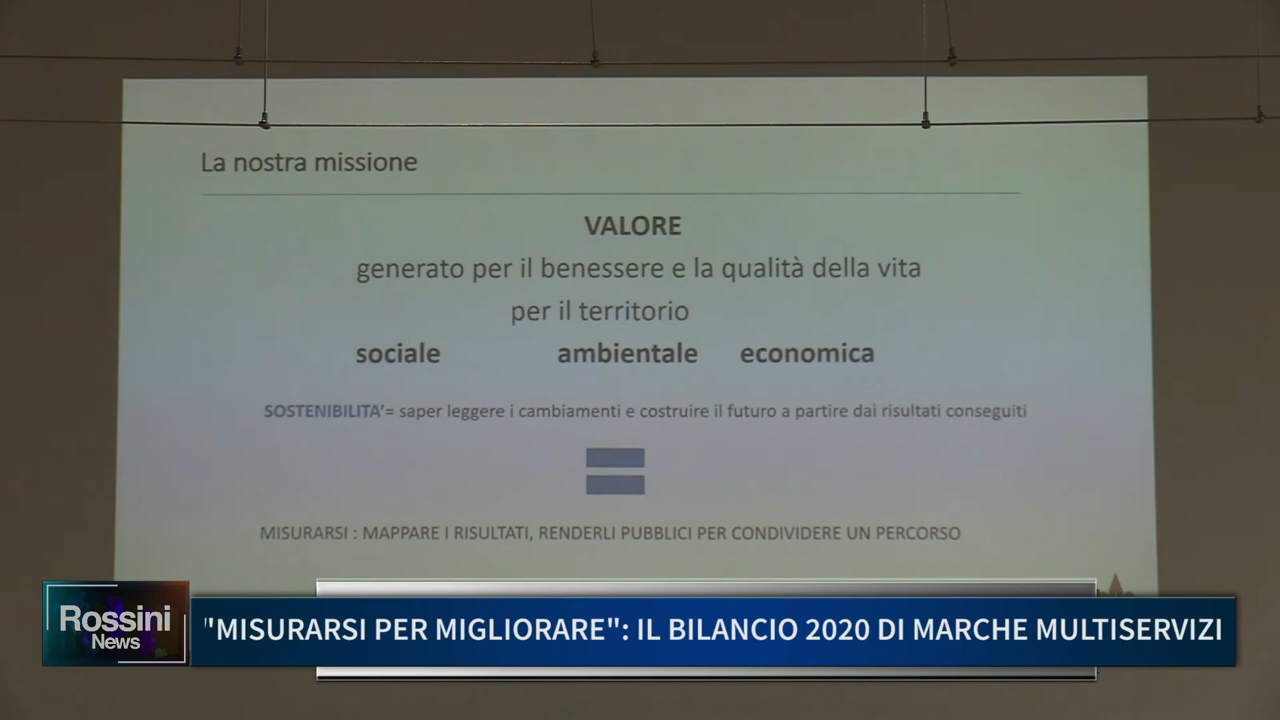 La nostra missione
VALORE
generato per il benessere e la qualità della vita
per il territorio
sociale ambientale economica
SOSTENIBILITA'= saper leggere i cambiamenti e costruire il futuro a partire dai risultati conseguiti
MISURARSI : MAPPARE I RISULTATI, RENDERLI PUBBLICI PER CONDIVIDERE UN PERCORSO
Rossini
News
"MISURARSI PER MIGLIORARE": IL BILANCIO 2020 DI MARCHE MULTISERVIZI